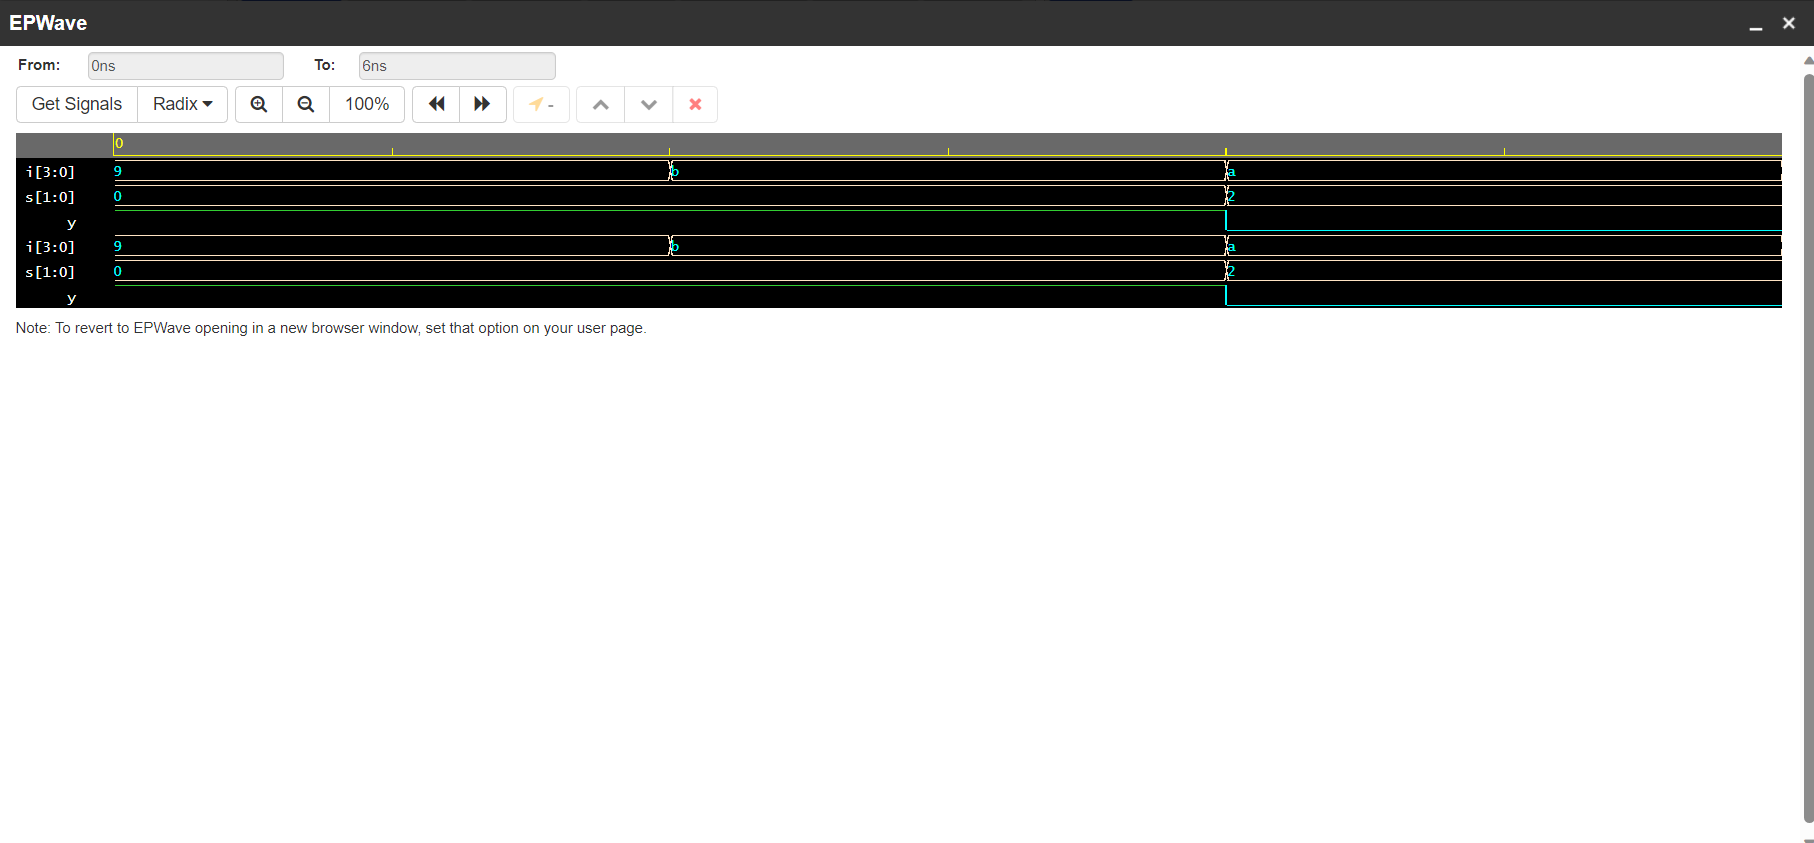 EPWave
From: 0ns To: 6ns
Get Signals Radix 100% -
0
i[3:0] 9 b a
s[1:0] 0 2
y
i[3:0] 9 b a
s[1:0] 0 2
y
Note: To revert to EPWave opening in a new browser window, set that option on your user page.